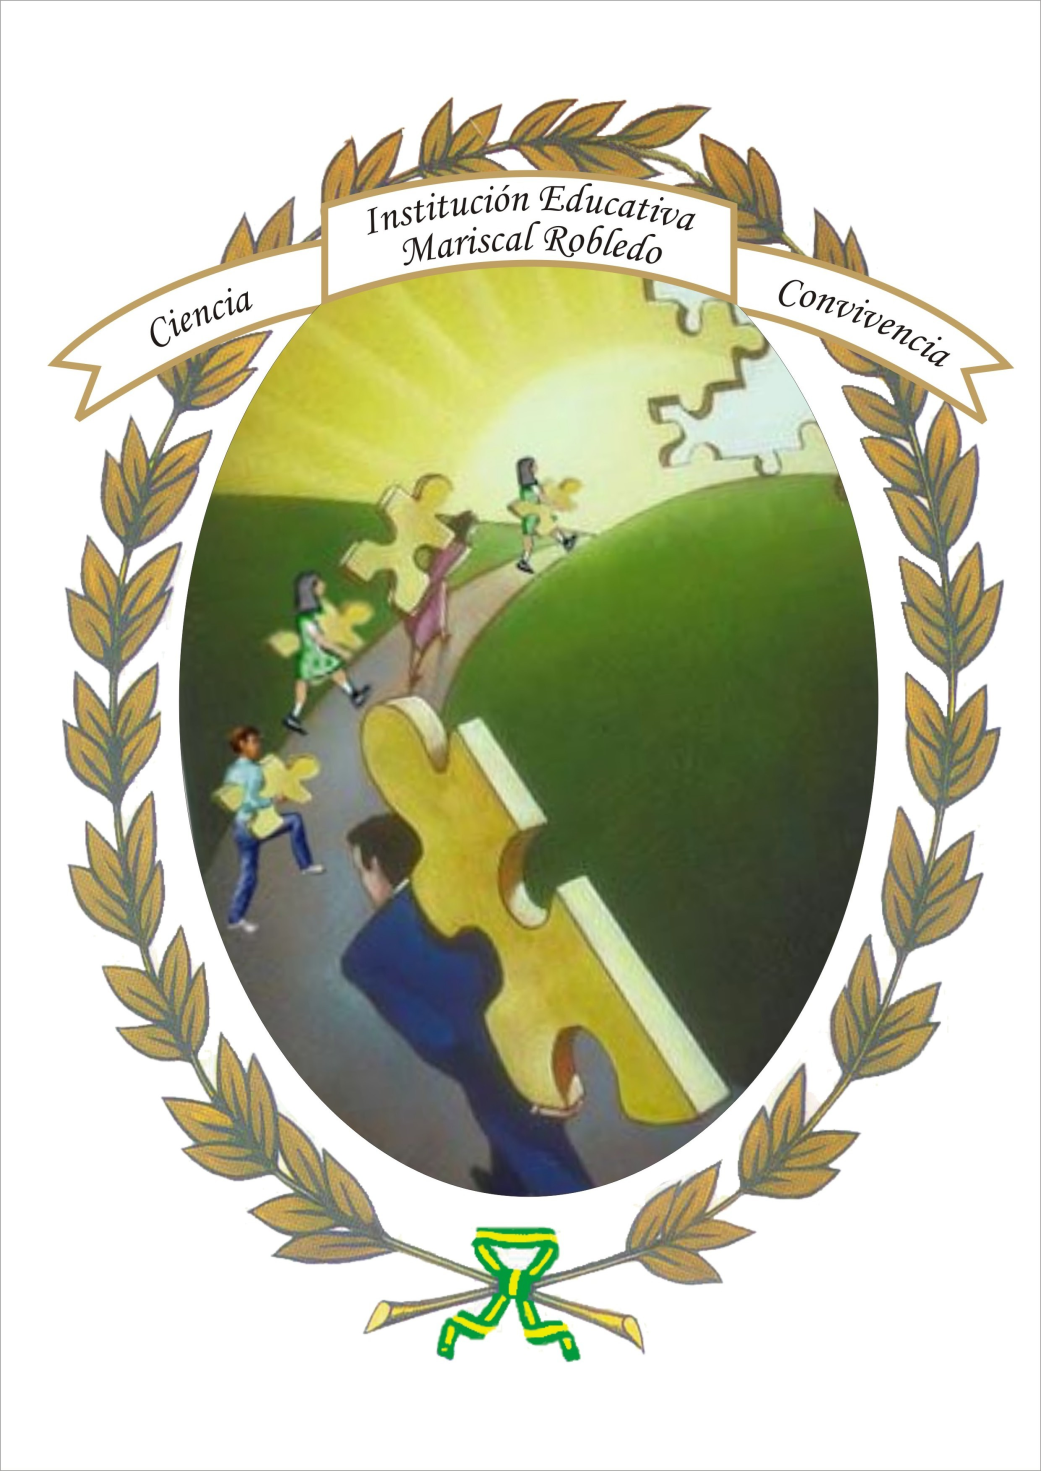 Institución Educativa
Mariscal Robledo
Ciencia
Convivencia